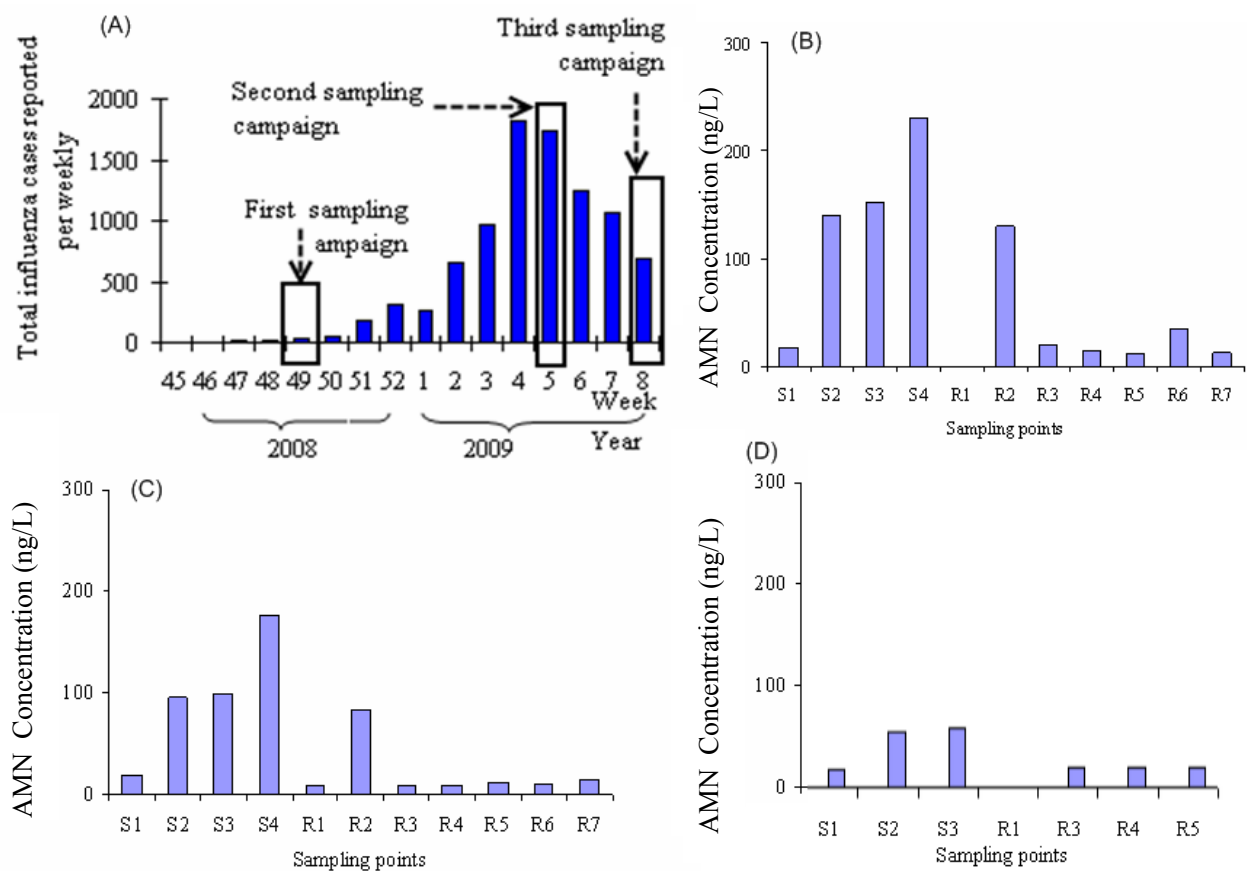 (A)
Total influenza cases reported
per weekly
2000
1500
1000
500
0
First sampling
ampaign
Second sampling
campaign
Third sampling
campaign
45 46 47 48 49 50 51 52 1 2 3 4 5 6 7 8
Week
2008 2009 Year
(B)
AMN Concentration (ng/L)
300
200
100
0
S1 S2 S3 S4 R1 R2 R3 R4 R5 R6 R7
Sampling points
(C)
AMN Concentration (ng/L)
300
200
100
0
S1 S2 S3 S4 R1 R2 R3 R4 R5 R6 R7
Sampling points
(D)
AMN Concentration (ng/L)
300
200
100
0
S1 S2 S3 R1 R3 R4 R5
Sampling points